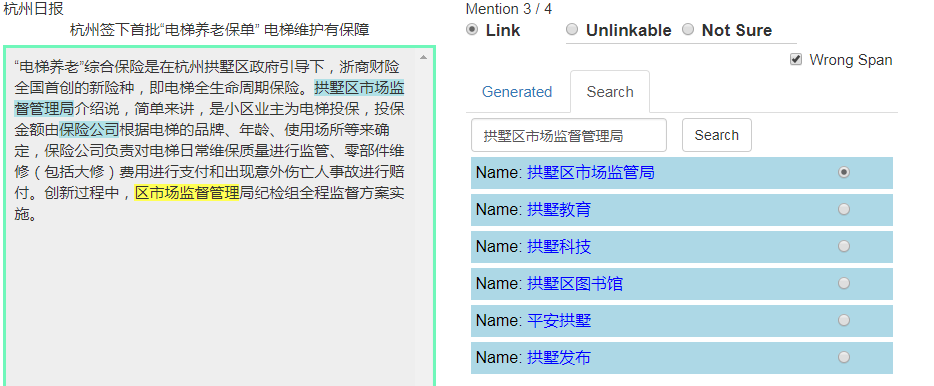 杭州日报
杭州签下首批“电梯养老保单” 电梯维护有保障
“电梯养老”综合保险是在杭州拱墅区政府引导下，浙商财险
全国首创的新险种，即电梯全生命周期保险。拱墅区市场监
督管理局介绍说，简单来讲，是小区业主为电梯投保，投保
金额由保险公司根据电梯的品牌、年龄、使用场所等来确
定，保险公司负责对电梯日常维保质量进行监管、零部件维
修（包括大修）费用进行支付和出现意外伤亡人事故进行赔
付。创新过程中，区市场监督管理局纪检组全程监督方案实
施。
Mention 3 / 4
Link Unlinkable Not Sure
Wrong Span
Generated Search
拱墅区市场监督管理局 Search
Name: 拱墅区市场监管局
Name: 拱墅教育
Name: 拱墅科技
Name: 拱墅区图书馆
Name: 平安拱墅
Name: 拱墅发布